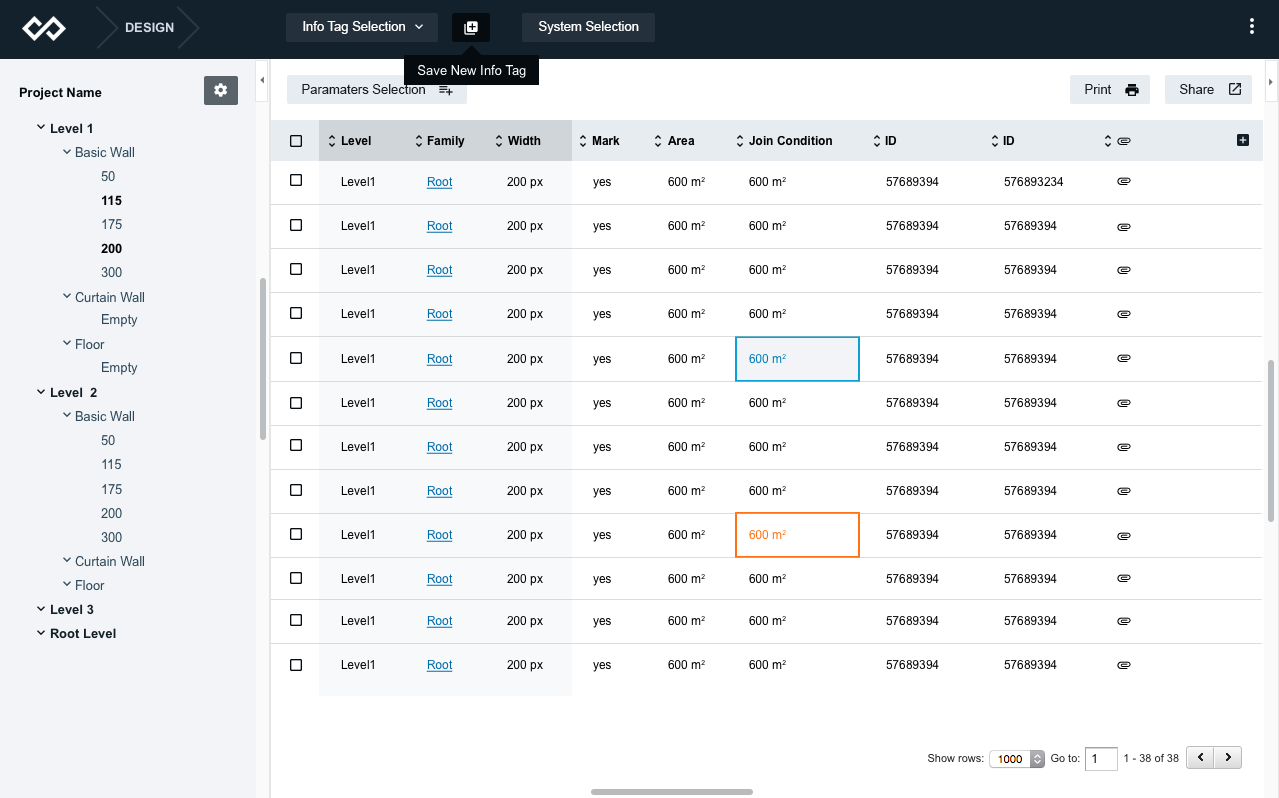 DESIGN
Info Tag Selection
System Selection
Save New Info Tag
Project Name
Paramaters Selection
Print
Share
Level 1
Basic Wall
50
115
175
200
300
Curtain Wall
Empty
Floor
Empty
Level  2
Basic Wall
50
115
175
200
300
Curtain Wall
Floor
Level 3
Root Level
Level Family Width Mark Area Join Condition ID ID
Level1 Root 200 px yes 600 m² 600 m² 57689394 576893234
Level1 Root 200 px yes 600 m² 600 m² 57689394 57689394
Level1 Root 200 px yes 600 m² 600 m² 57689394 57689394
Level1 Root 200 px yes 600 m² 600 m² 57689394 57689394
Level1 Root 200 px yes 600 m² 600 m² 57689394 57689394
Level1 Root 200 px yes 600 m² 600 m² 57689394 57689394
Level1 Root 200 px yes 600 m² 600 m² 57689394 57689394
Level1 Root 200 px yes 600 m² 600 m² 57689394 57689394
Level1 Root 200 px yes 600 m² 600 m² 57689394 57689394
Level1 Root 200 px yes 600 m² 600 m² 57689394 57689394
Level1 Root 200 px yes 600 m² 600 m² 57689394 57689394
Level1 Root 200 px yes 600 m² 600 m² 57689394 57689394
Show rows: 1000 Go to: 1 1 - 38 of 38